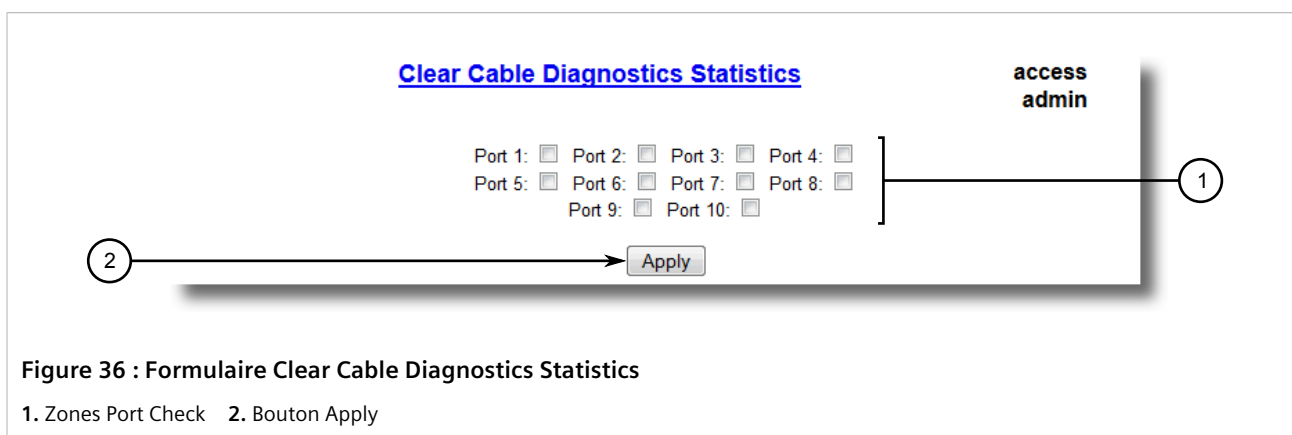 Clear Cable Diagnostics Statistics
access
admin
Port 1: Port 2: Port 3: Port 4:
Port 5: Port 6: Port 7: Port 8:
Port 9: Port 10:
1
2
Apply
Figure 36 : Formulaire Clear Cable Diagnostics Statistics
1. Zones Port Check 2. Bouton Apply